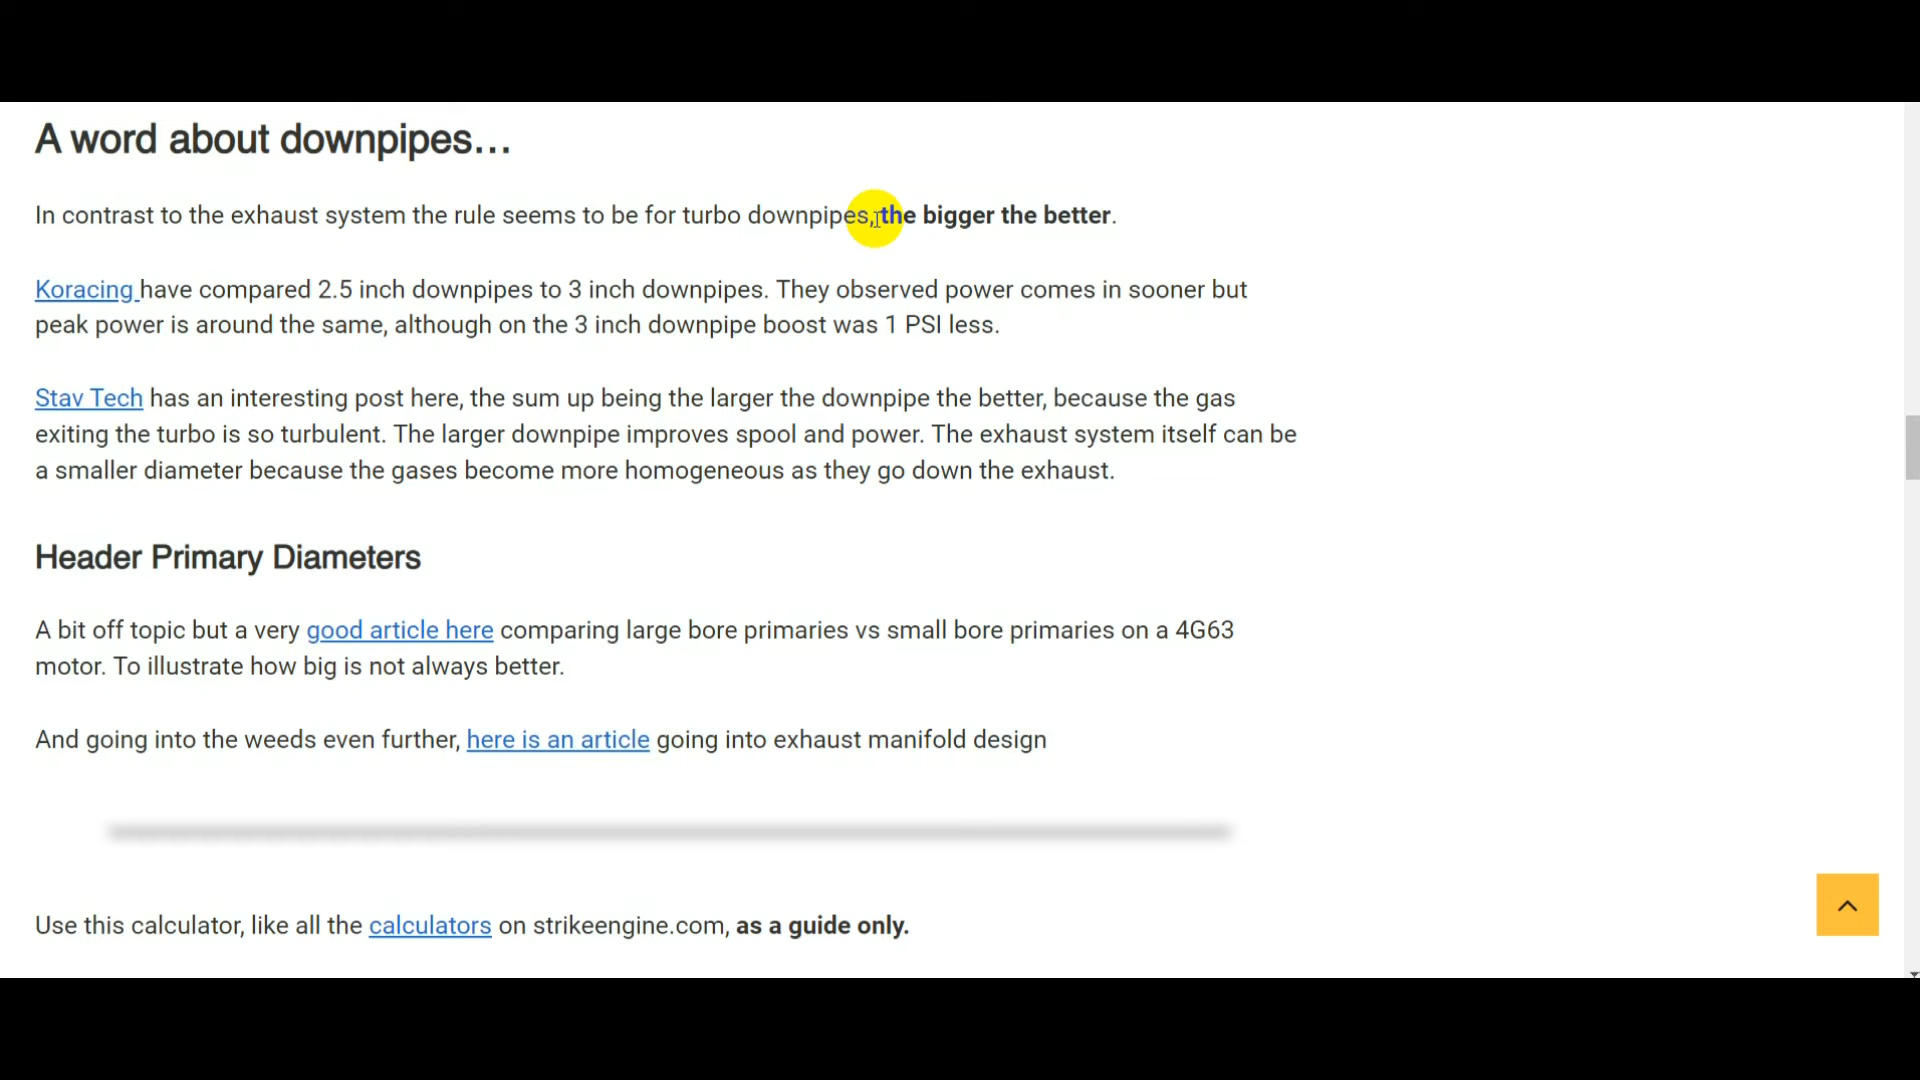 A word about downpipes...
In contrast to the exhaust system the rule seems to be for turbo downpipes, the bigger the better.
Koracing have compared 2.5 inch downpipes to 3 inch downpipes. They observed power comes in sooner but
peak power is around the same, although on the 3 inch downpipe boost was 1 PSI less.
Stav Tech has an interesting post here, the sum up being the larger the downpipe the better, because the gas
exiting the turbo is so turbulent. The larger downpipe improves spool and power. The exhaust system itself can be
a smaller diameter because the gases become more homogeneous as they go down the exhaust.
Header Primary Diameters
A bit off topic but a very good article here comparing large bore primaries vs small bore primaries on a 4G63
motor. To illustrate how big is not always better.
And going into the weeds even further, here is an article going into exhaust manifold design
Use this calculator, like all the calculators on strikeengine.com, as a guide only.